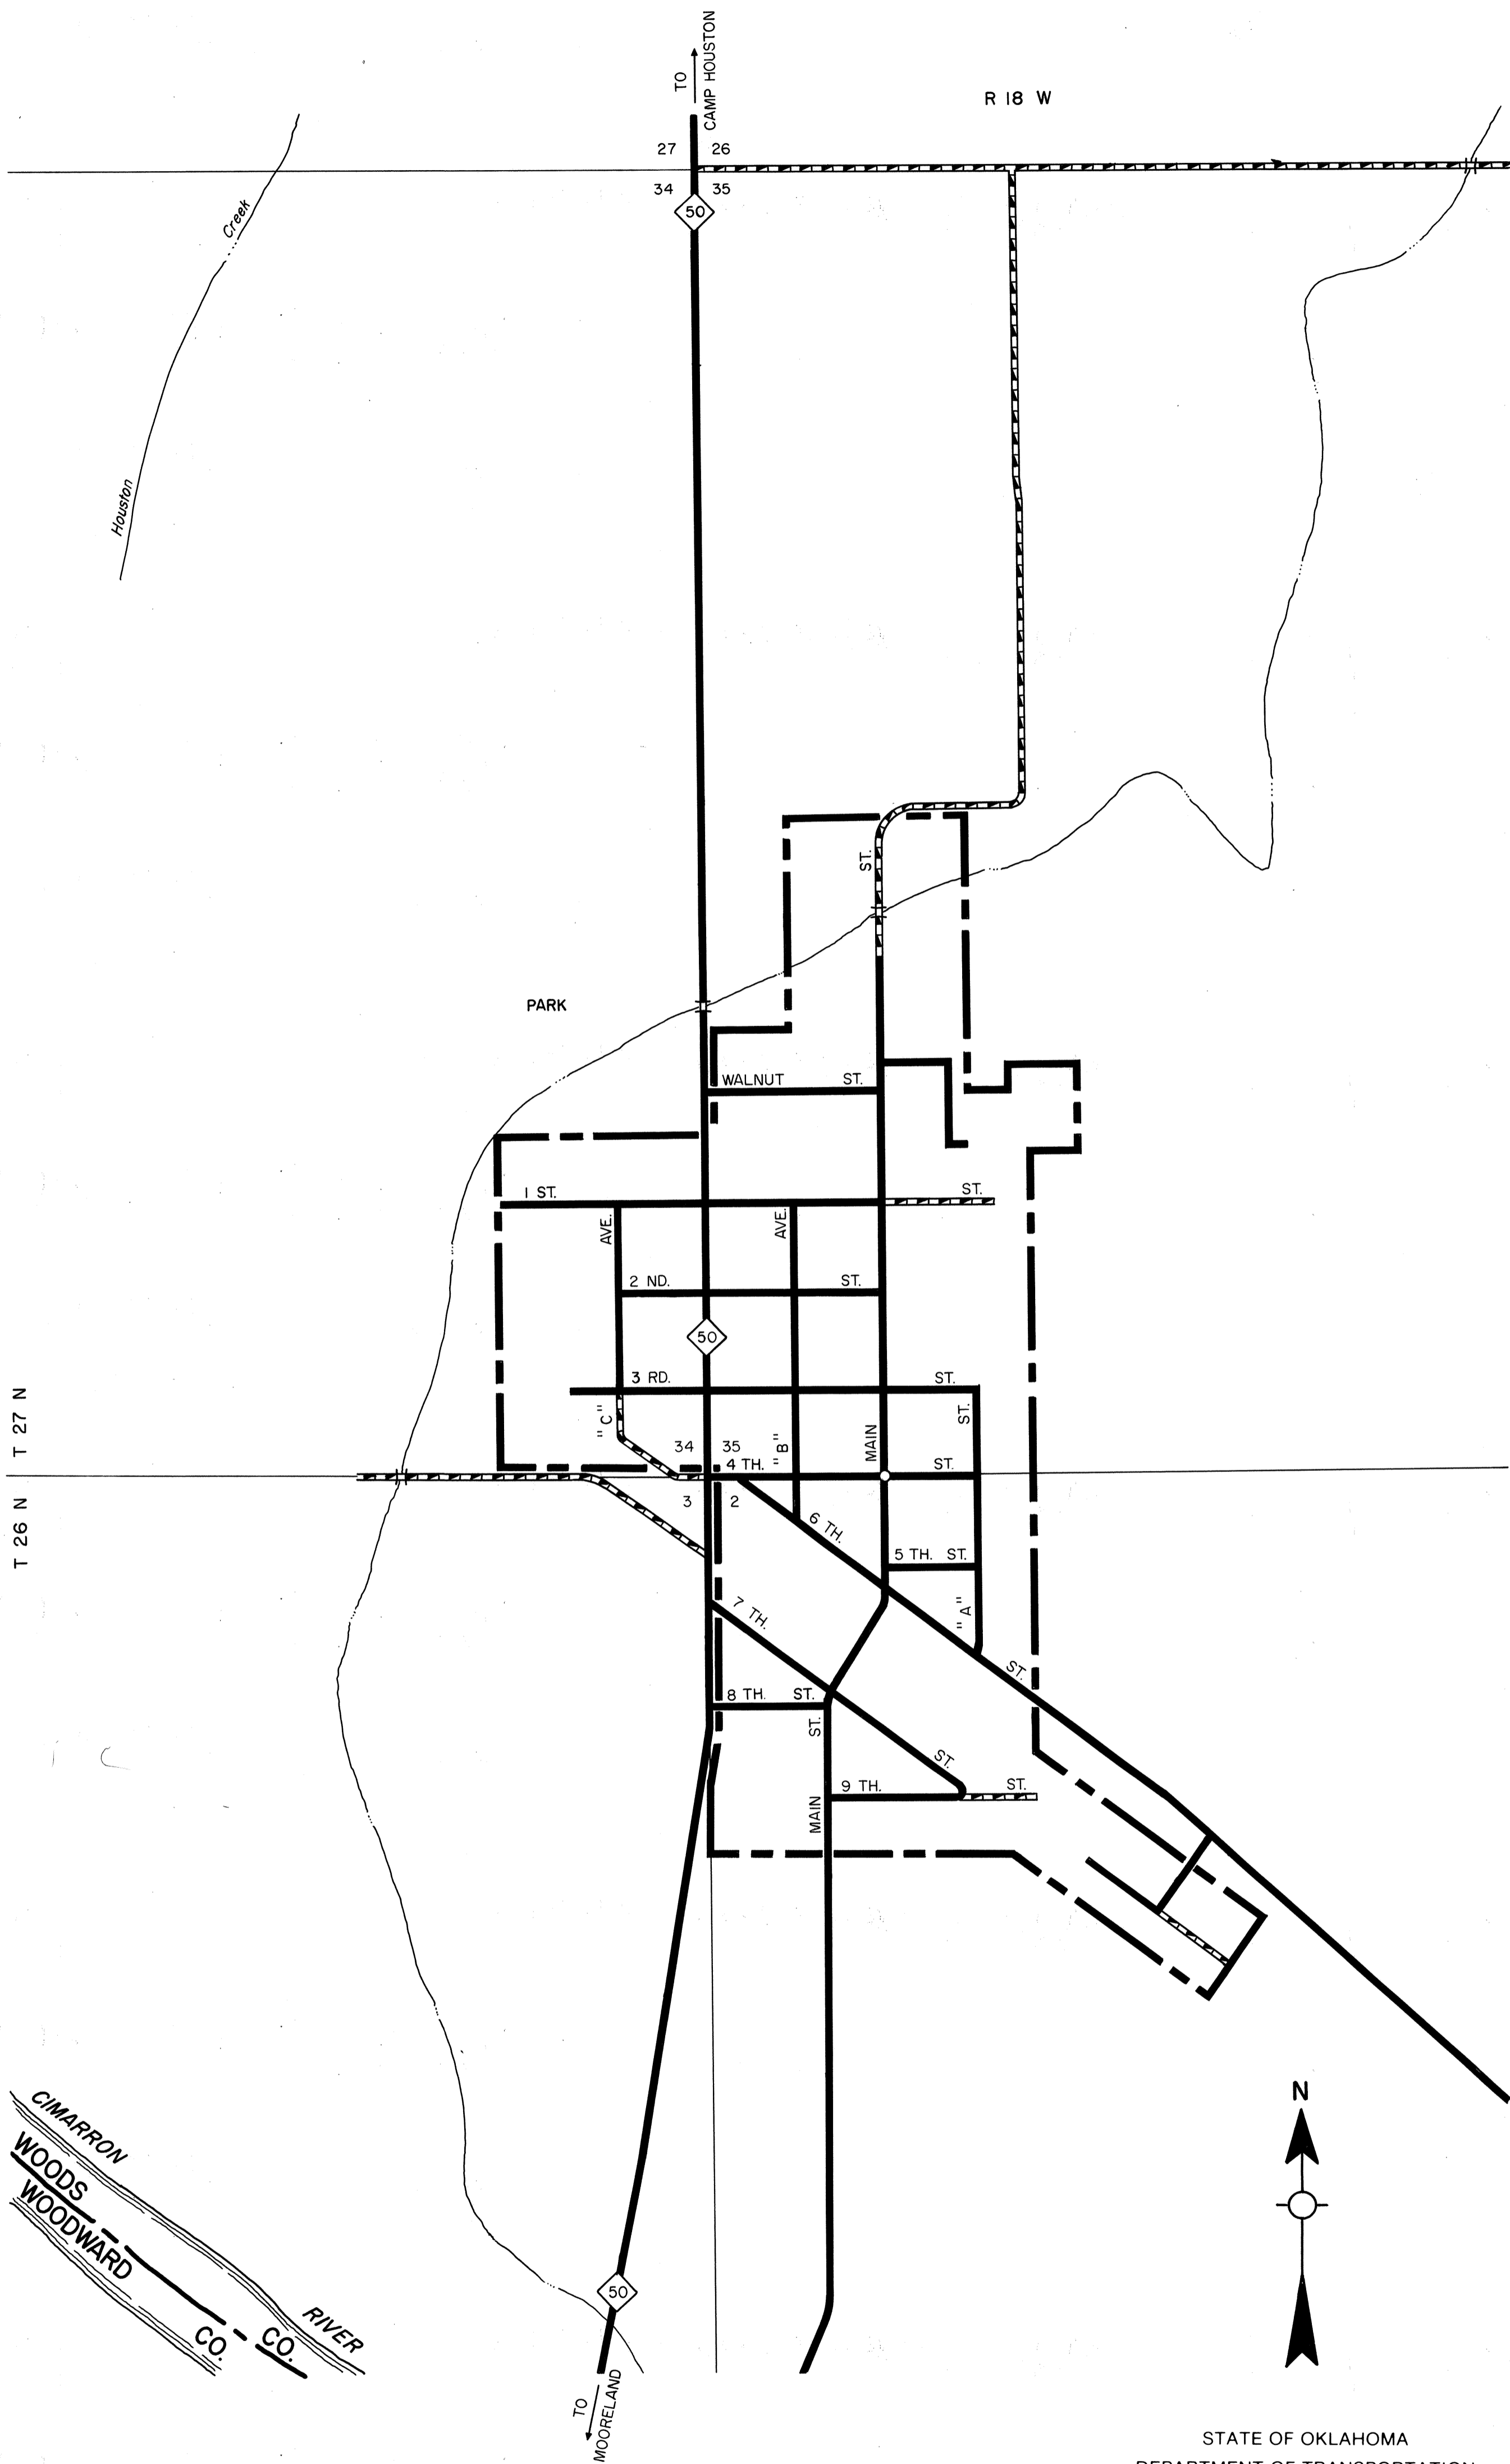 TO
CAMP HOUSTON
R 18 W
27 26
34 35
50
Creek
Houston
ST.
PARK
WALNUT ST.
1 ST. ST.
AVE. AVE.
2 ND. ST.
50
3 RD. ST.
"C" "B" MAIN ST.
34 35
4 TH. ST.
T 27 N
T 26 N
3 2
6 TH.
5 TH. ST.
"A"
7 TH.
ST.
8 TH. ST.
ST.
ST.
9 TH. ST.
MAIN
CIMARRON
WOODS
WOODWARD
CO. CO.
RIVER
N
50
TO
MOORELAND
STATE OF OKLAHOMA
DEPARTMENT OF TRANSPORTATION